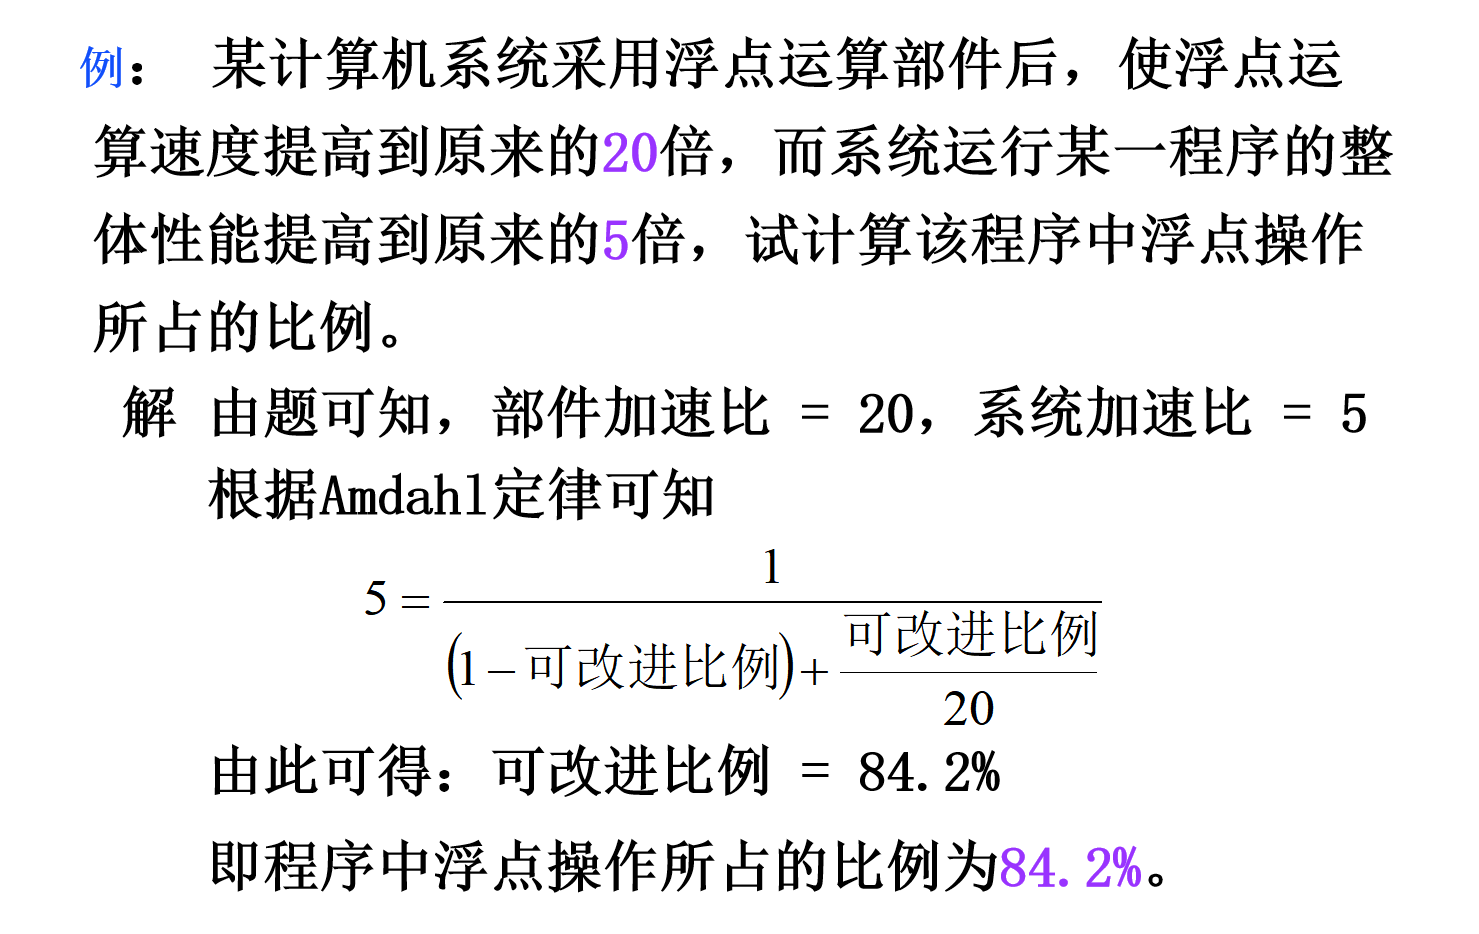 例： 某计算机系统采用浮点运算部件后，使浮点运
算速度提高到原来的20倍，而系统运行某一程序的整
体性能提高到原来的5倍，试计算该程序中浮点操作
所占的比例。
解 由题可知，部件加速比 = 20，系统加速比 = 5
根据Amdahl定律可知
5 = 1
(1 − 可改进比例) + 可改进比例
20
由此可得：可改进比例 = 84.2%
即程序中浮点操作所占的比例为84.2%。